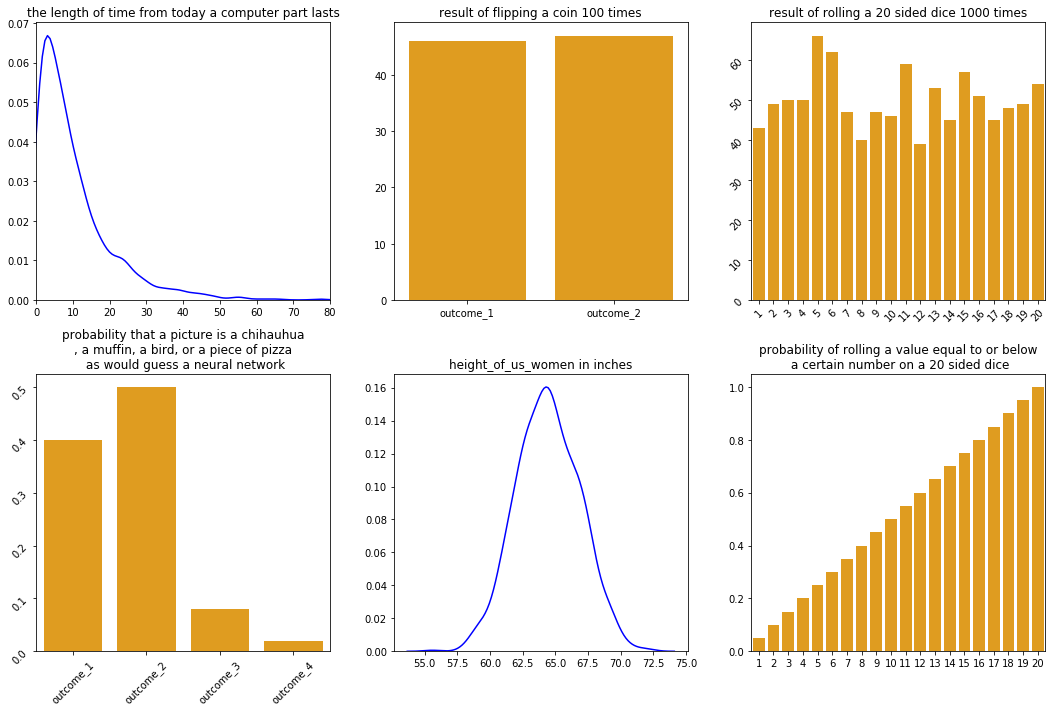 the length of time from today a computer part lasts
0.07
0.06
0.05
0.04
0.03
0.02
0.01
0.00
0 10 20 30 40 50 60 70 80
result of flipping a coin 100 times
40
30
20
10
0
outcome_1 outcome_2
result of rolling a 20 sided dice 1000 times
60
50
40
30
20
10
0
1 2 3 4 5 6 7 8 9 10 11 12 13 14 15 16 17 18 19 20
probability that a picture is a chihauhua
, a muffin, a bird, or a piece of pizza
as would guess a neural network
0.5
0.4
0.3
0.2
0.1
0.0
outcome_1 outcome_2 outcome_3 outcome_4
height_of_us_women in inches
0.16
0.14
0.12
0.10
0.08
0.06
0.04
0.02
0.00
55.0 57.5 60.0 62.5 65.0 67.5 70.0 72.5 75.0
probability of rolling a value equal to or below
a certain number on a 20 sided dice
1.0
0.8
0.6
0.4
0.2
0.0
1 2 3 4 5 6 7 8 9 10 11 12 13 14 15 16 17 18 19 20